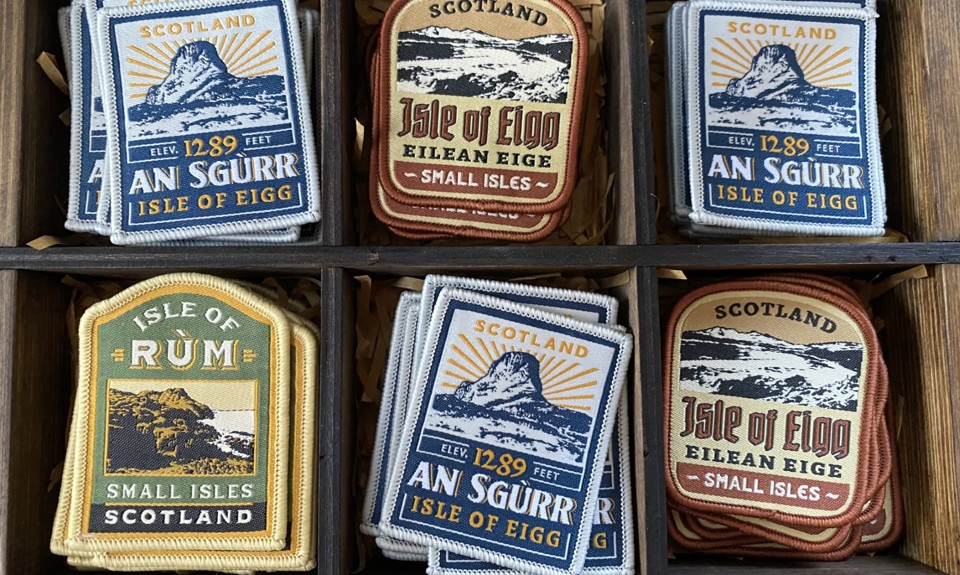 SCOTLAND
ELEV. 1289 FEET
AN SGÙRR
ISLE OF EIGG
SCOTLAND
Isle of Eigg
EILEAN EIGE
~ SMALL ISLES ~
SCOTLAND
ELEV. 1289 FEET
AN SGÙRR
ISLE OF EIGG
ISLE OF
RÙM
SMALL ISLES
SCOTLAND
SCOTLAND
ELEV. 1289 FEET
AN SGÙRR
ISLE OF EIGG
SCOTLAND
Isle of Eigg
EILEAN EIGE
~ SMALL ISLES ~